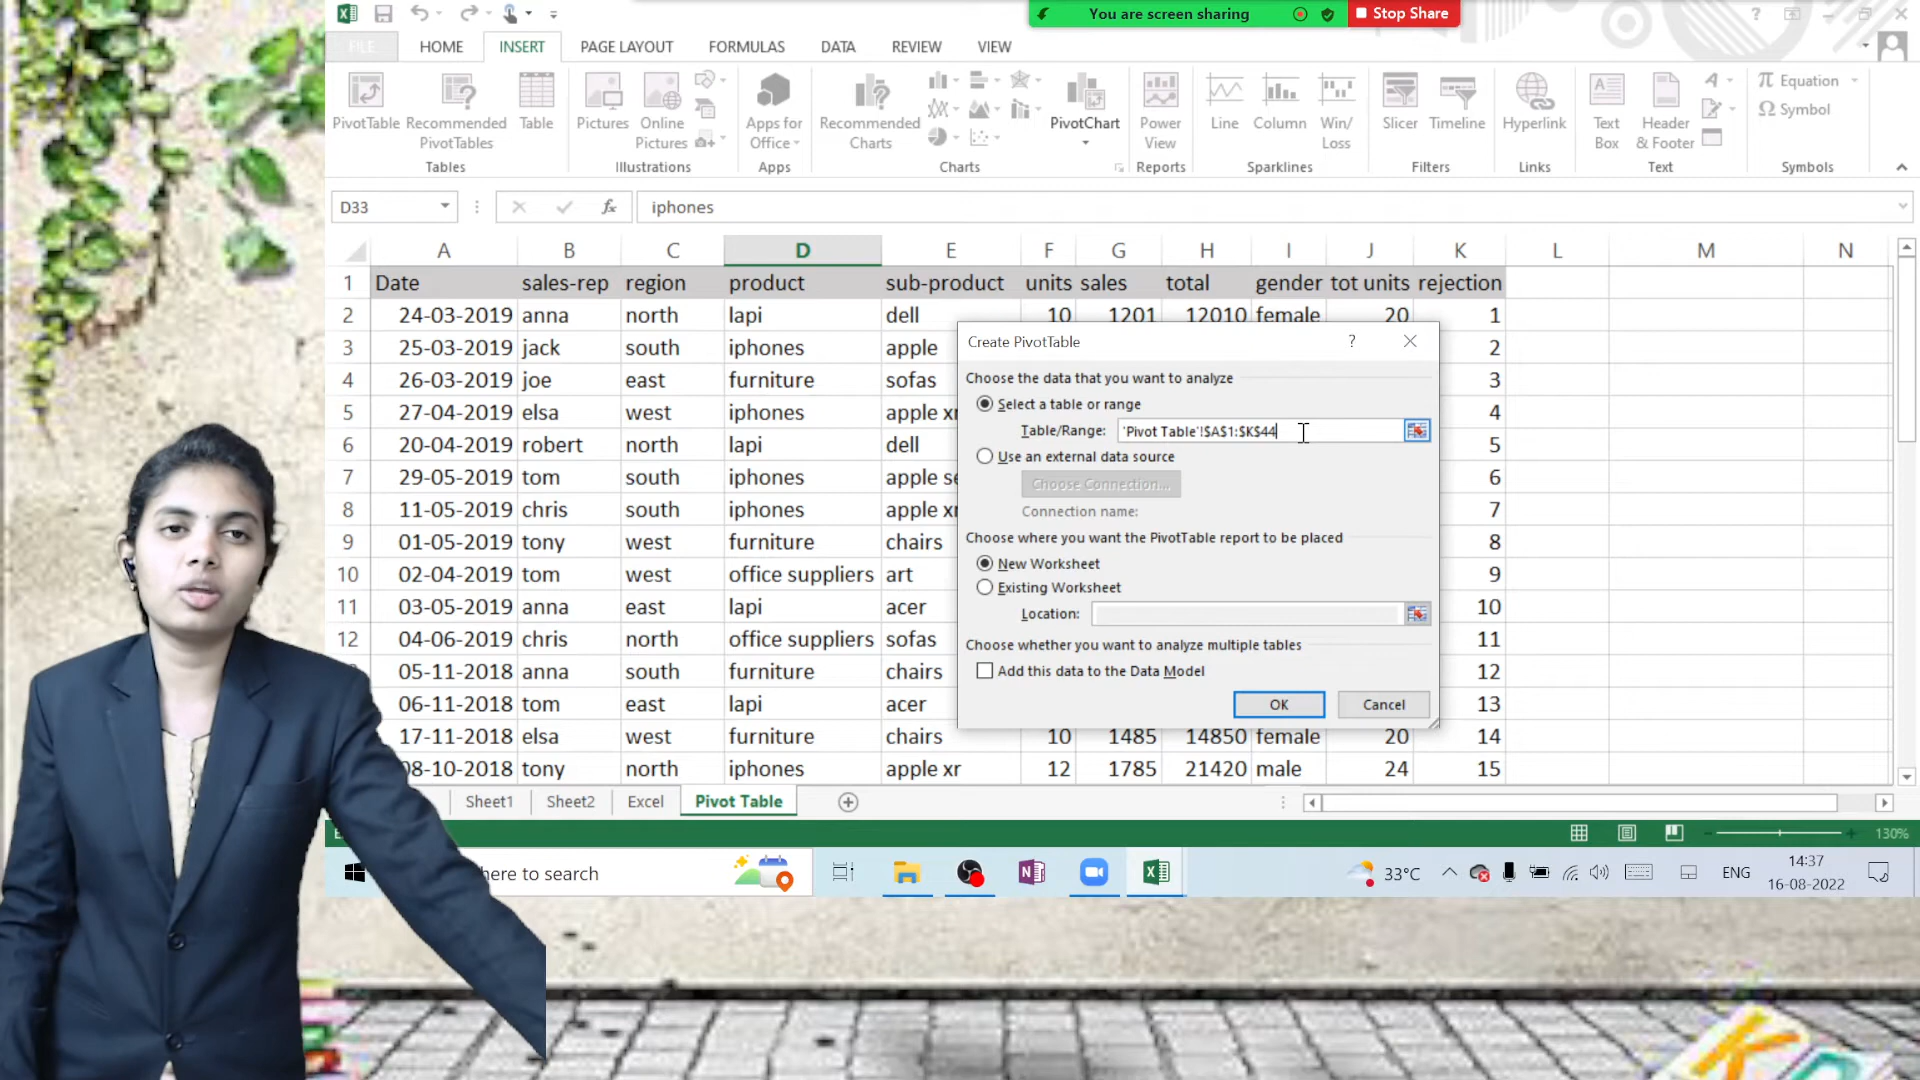 You are screen sharing
Stop Share
FILE HOME INSERT PAGE LAYOUT FORMULAS DATA REVIEW VIEW
PivotTable Recommended PivotTables Table
Tables
Pictures Online Pictures
Illustrations
Apps for Office
Apps
Recommended Charts PivotChart
Charts
Power View
Reports
Line Column Win/Loss
Sparklines
Slicer Timeline
Filters
Hyperlink
Links
Text Box Header & Footer
Text
π Equation
Ω Symbol
Symbols
D33 fx iphones
A B C D E F G H I J K L M N
1 Date sales-rep region product sub-product units sales total gender tot units rejection
2 24-03-2019 anna north lapi dell 10 1201 12010 female 20 1
3 25-03-2019 jack south iphones apple 2
4 26-03-2019 joe east furniture sofas 3
5 27-04-2019 elsa west iphones apple xr 4
6 20-04-2019 robert north lapi dell 5
7 29-05-2019 tom south iphones apple se 6
8 11-05-2019 chris south iphones apple xr 7
9 01-05-2019 tony west furniture chairs 8
10 02-04-2019 tom west office suppliers art 9
11 03-05-2019 anna east lapi acer 10
12 04-06-2019 chris north office suppliers sofas 11
05-11-2018 anna south furniture chairs 12
06-11-2018 tom east lapi acer 13
17-11-2018 elsa west furniture chairs 10 1485 14850 female 20 14
08-10-2018 tony north iphones apple xr 12 1785 21420 male 24 15
Create PivotTable ?
Choose the data that you want to analyze
Select a table or range
Table/Range: 'Pivot Table'!$A$1:$K$44
Use an external data source
Choose Connection...
Connection name:
Choose where you want the PivotTable report to be placed
New Worksheet
Existing Worksheet
Location:
Choose whether you want to analyze multiple tables
Add this data to the Data Model
OK Cancel
Sheet1 Sheet2 Excel Pivot Table
130%
here to search
33°C ENG
14:37
16-08-2022